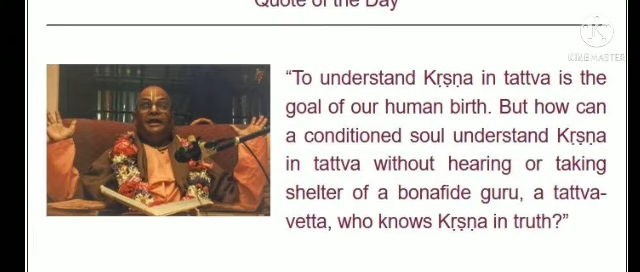 Quote of the Day
KINEMASTER
“To understand Kṛṣṇa in tattva is the
goal of our human birth. But how can
a conditioned soul understand Kṛṣṇa
in tattva without hearing or taking
shelter of a bonafide guru, a tattva-
vetta, who knows Kṛṣṇa in truth?”